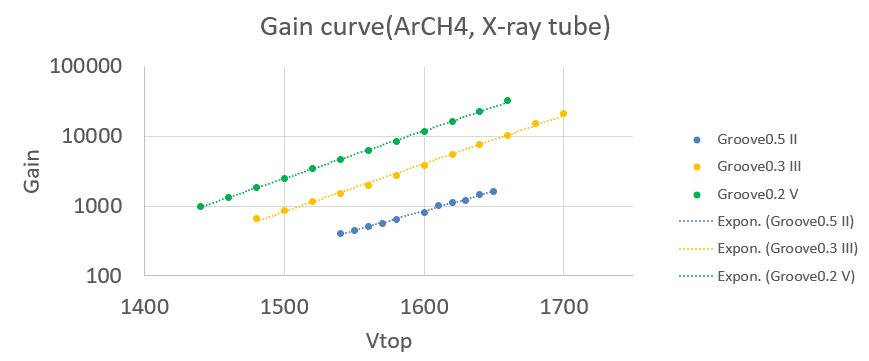 Gain curve(ArCH4, X-ray tube)
100000
10000
1000
100
Gain
1400 1500 1600 1700
Vtop
Groove0.5 II
Groove0.3 III
Groove0.2 V
Expon. (Groove0.5 II)
Expon. (Groove0.3 III)
Expon. (Groove0.2 V)